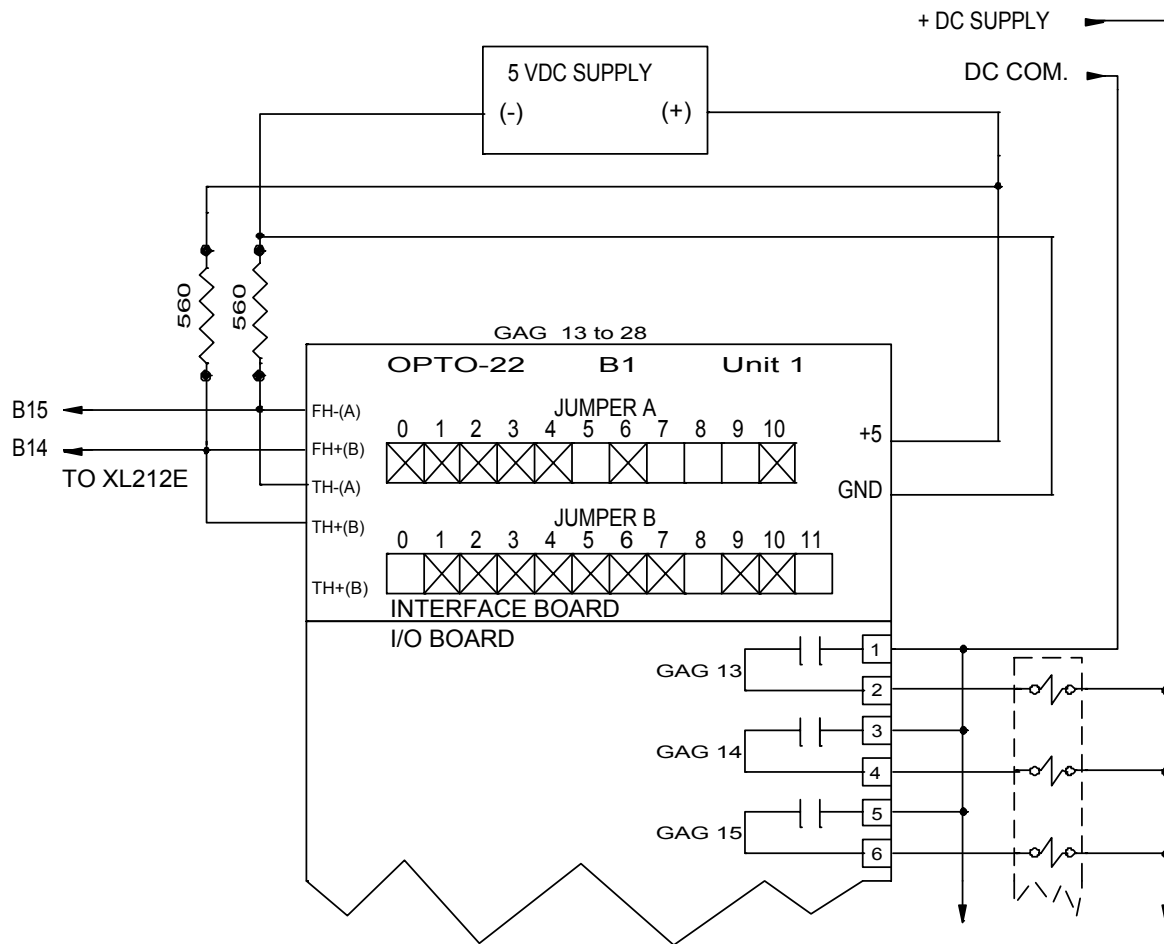 + DC SUPPLY
DC COM.
5 VDC SUPPLY
(-) (+)
560
560
GAG 13 to 28
OPTO-22 B1 Unit 1
B15
FH-(A)
JUMPER A
0 1 2 3 4 5 6 7 8 9 10
+5
B14
FH+(B)
TO XL212E
TH-(A)
GND
TH+(B)
JUMPER B
0 1 2 3 4 5 6 7 8 9 10 11
TH+(B)
INTERFACE BOARD
I/O BOARD
1
GAG 13
2
3
GAG 14
4
5
GAG 15
6